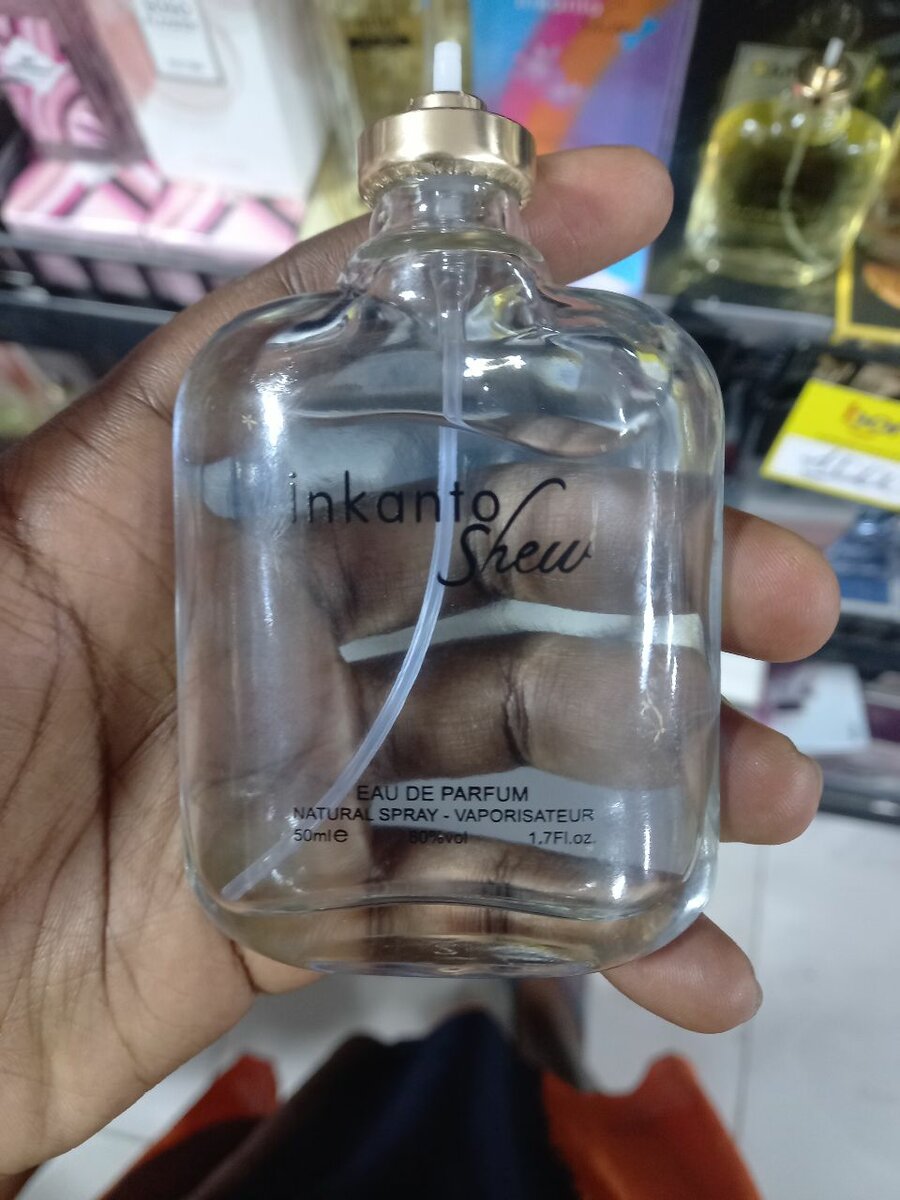 inkanto
Shew
EAU DE PARFUM
NATURAL SPRAY - VAPORISATEUR
50ml℮ 80%vol 1.7Fl.oz.